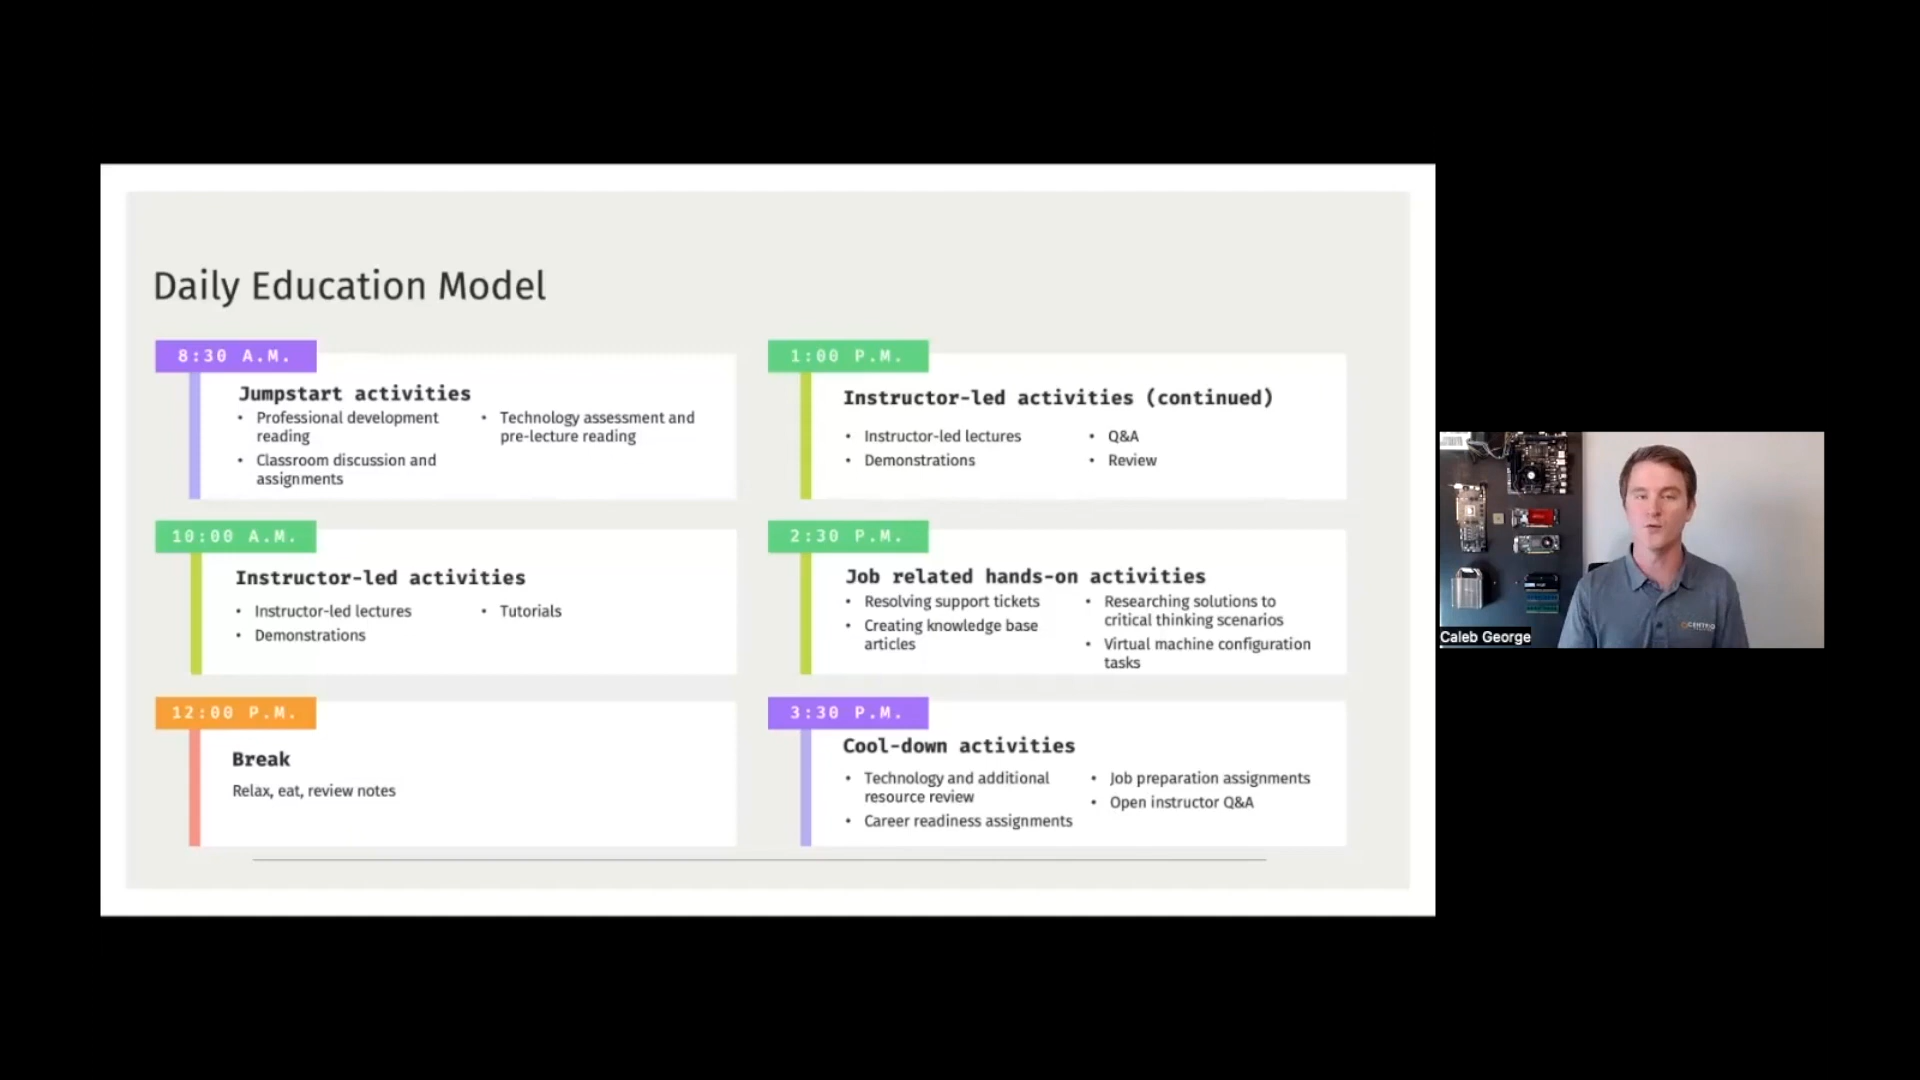 Daily Education Model
8:30 A.M.
Jumpstart activities
• Professional development
reading
• Classroom discussion and
assignments
• Technology assessment and
pre-lecture reading
10:00 A.M.
Instructor-led activities
• Instructor-led lectures
• Demonstrations
• Tutorials
12:00 P.M.
Break
Relax, eat, review notes
1:00 P.M.
Instructor-led activities (continued)
• Instructor-led lectures
• Demonstrations
• Q&A
• Review
2:30 P.M.
Job related hands-on activities
• Resolving support tickets
• Creating knowledge base
articles
• Researching solutions to
critical thinking scenarios
• Virtual machine configuration
tasks
3:30 P.M.
Cool-down activities
• Technology and additional
resource review
• Career readiness assignments
• Job preparation assignments
• Open instructor Q&A
Caleb George